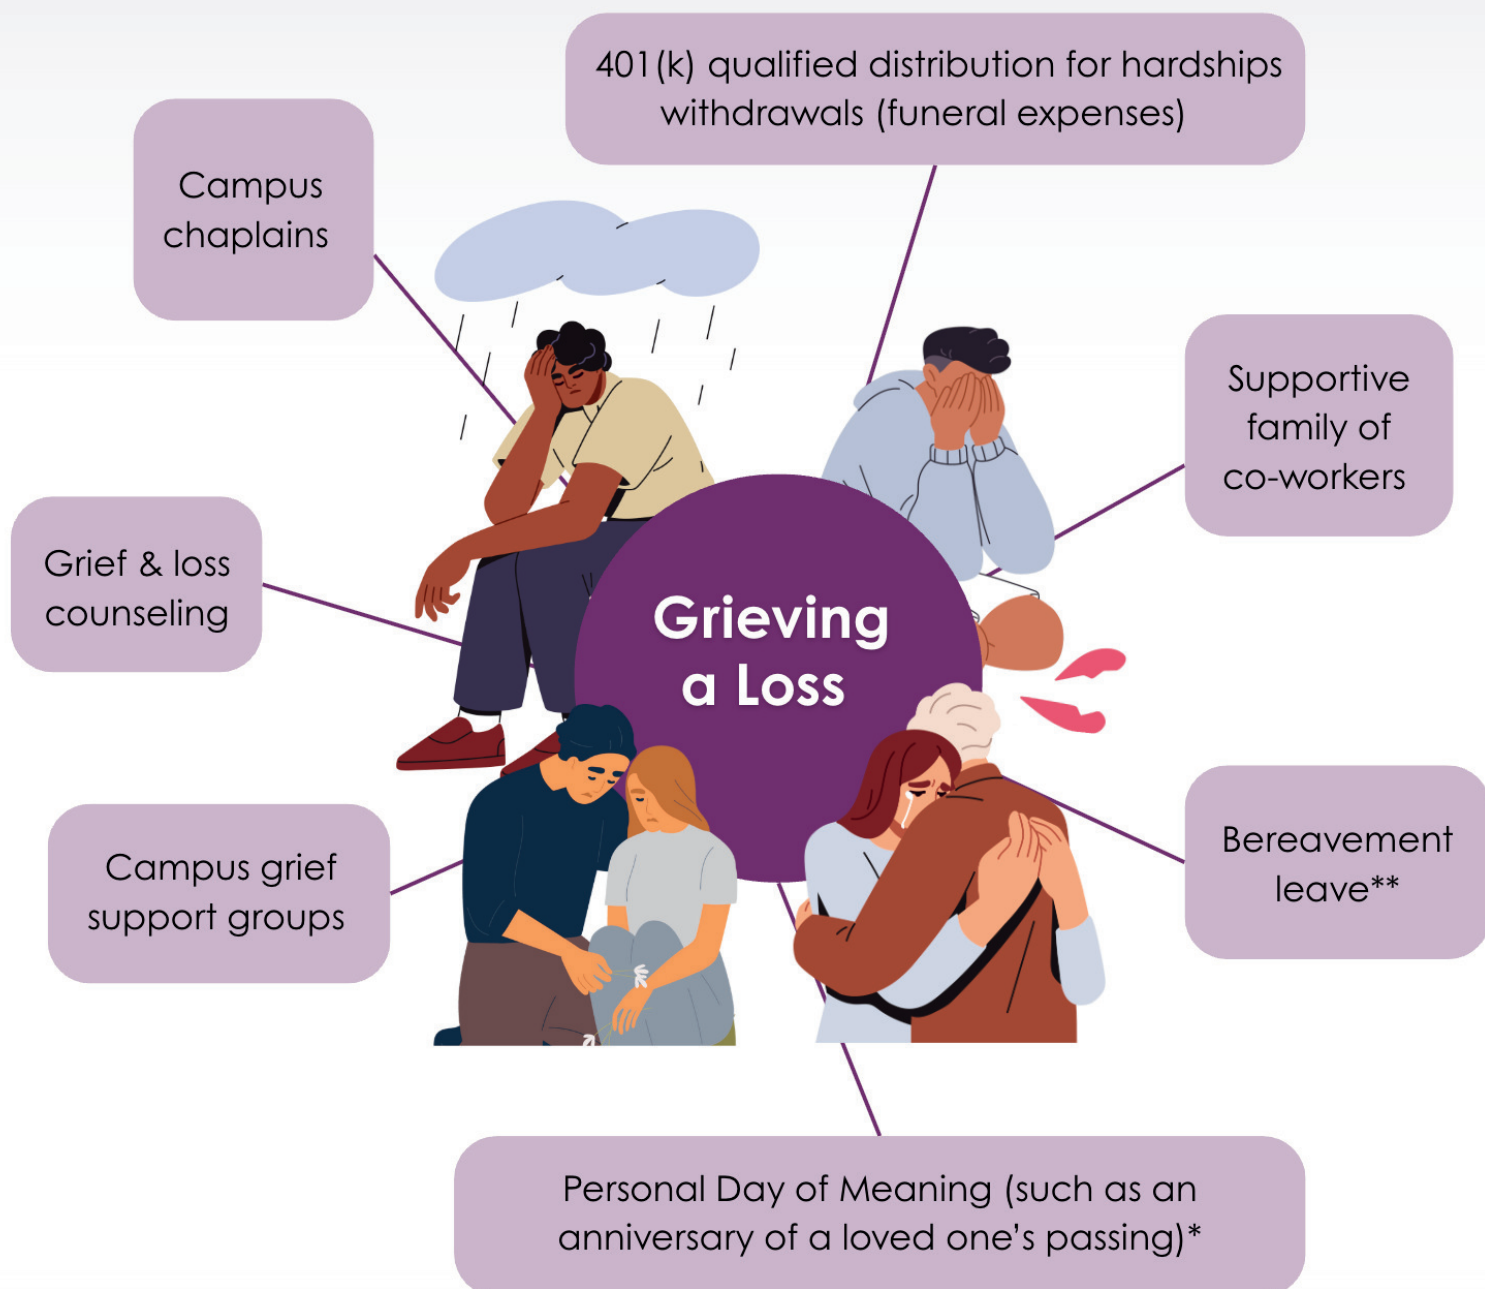 401(k) qualified distribution for hardships
withdrawals (funeral expenses)
Campus
chaplains
Supportive
family of
co-workers
Grief & loss
counseling
Grieving
a Loss
Campus grief
support groups
Bereavement
leave**
Personal Day of Meaning (such as an
anniversary of a loved one's passing)*